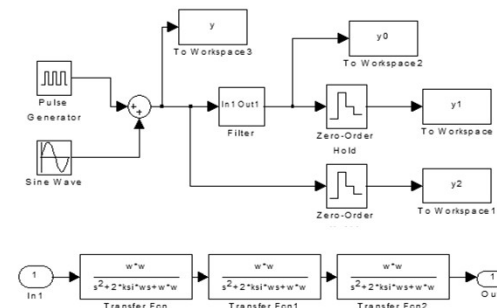 y
To Workspace3
y0
To Workspace2
Pulse
Generator
In1 Out1
Filter
Zero-Order
Hold
y1
To Workspace
Sine Wave
y2
To Workspace1
Zero-Order
1
In1
w*w
s2+2*ksi*ws+w*w
Transfer Fcn
w*w
s2+2*ksi*ws+w*w
Transfer Fcn1
w*w
s2+2*ksi*ws+w*w
Transfer Fcn2
1